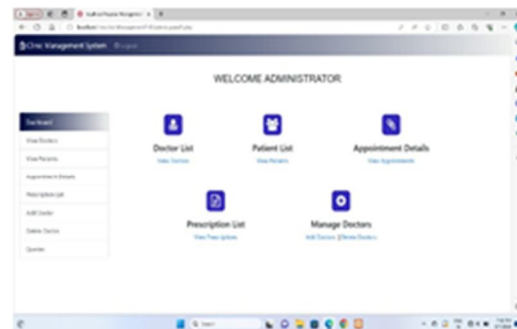 Clinic Management System Logout
WELCOME ADMINISTRATOR
Dashboard
View Doctors
View Patients
Appointment Details
Prescription List
Add Doctor
Delete Doctor
Queries
Doctor List
View Doctors
Patient List
View Patients
Appointment Details
View Appointments
Prescription List
View Prescriptions
Manage Doctors
Add Doctors | Delete Doctors
Search